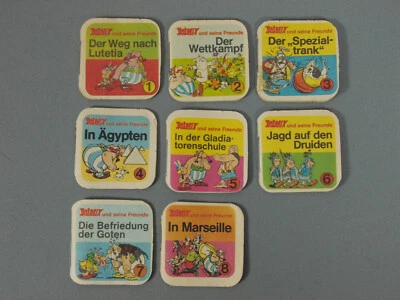 Asterix und seine Freunde
Der Weg nach
Lutetia
1
Asterix und seine Freunde
Der
Wettkampf
2
Asterix und seine Freunde
Der „Spezial-
trank"
3
Asterix und seine Freunde
In Ägypten
4
Asterix und seine Freunde
In der Gladia-
torenschule
5
Asterix und seine Freunde
Jagd auf den
Druiden
6
Asterix und seine Freunde
Die Befriedung
der Goten
7
Asterix und seine Freunde
In Marseille
8